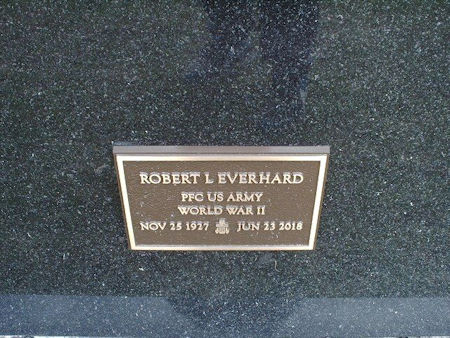 ROBERT L EVERHARD
PFC US ARMY
WORLD WAR II
NOV 25 1927 JUN 23 2018